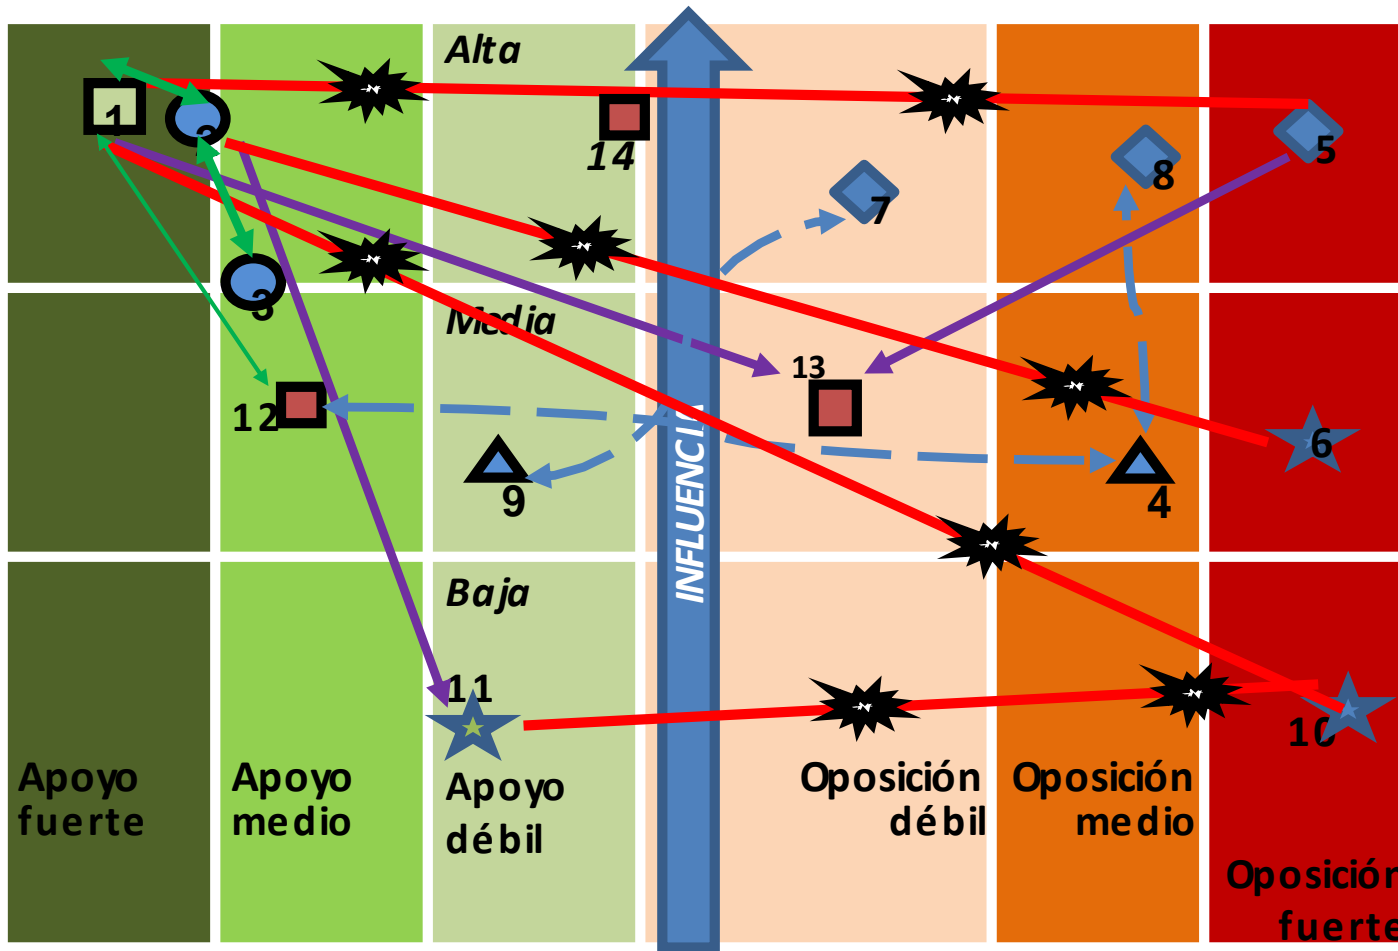 Alta
1
2
14
5
8
7
3
Media
13
12
6
9
4
INFLUENCIA
Baja
11
10
Apoyo
fuerte
Apoyo
medio
Apoyo
débil
Oposición
débil
Oposición
medio
Oposición
fuerte